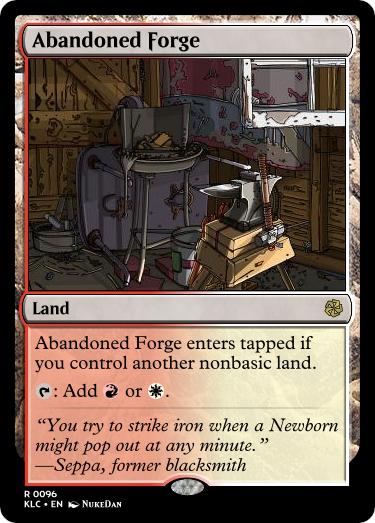 Abandoned Forge
Land
Abandoned Forge enters tapped if
you control another nonbasic land.
: Add or .
“You try to strike iron when a Newborn
might pop out at any minute.”
—Seppa, former blacksmith
R 0096
KLC • EN NukeDan